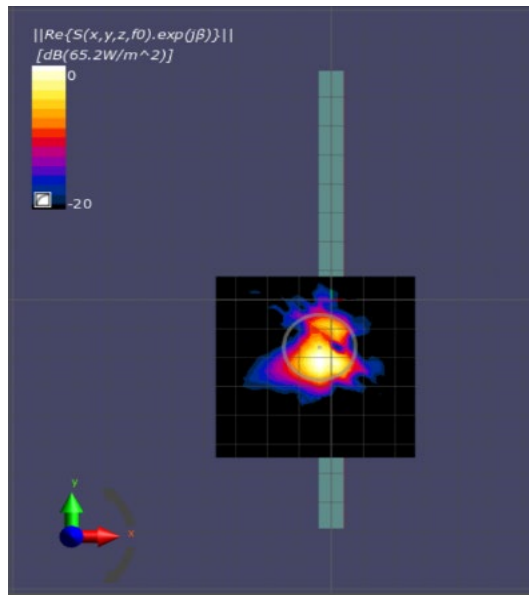 ||Re{S(x,y,z,f0).exp(jβ)}||
[dB(65.2W/m^2)]
0
-20
y
x